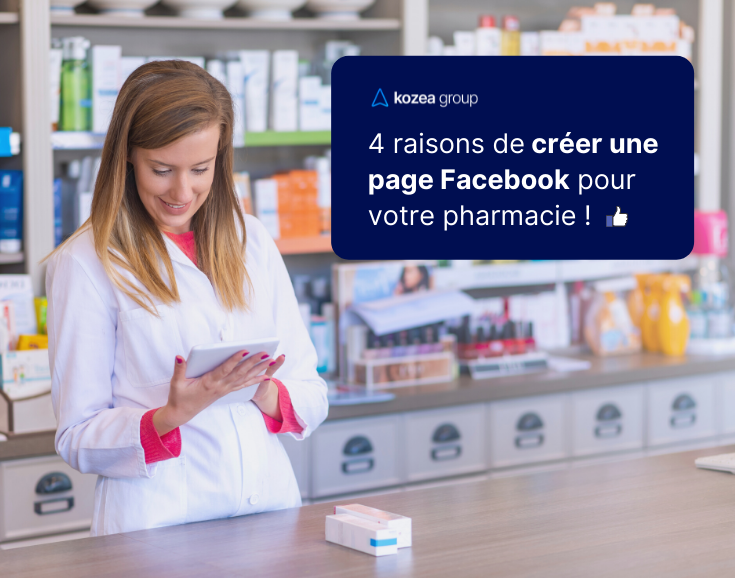 kozea group
4 raisons de créer une
page Facebook pour
votre pharmacie !